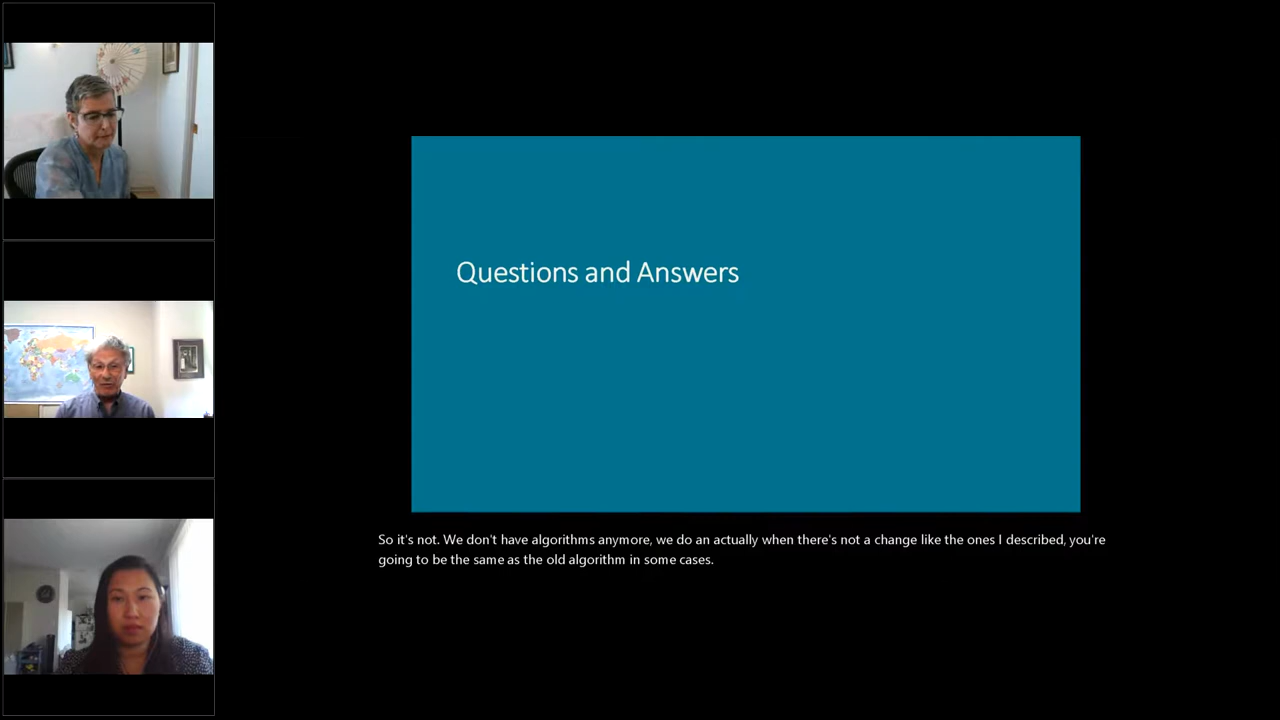 Questions and Answers
So it's not. We don't have algorithms anymore, we do an actually when there's not a change like the ones I described, you're
going to be the same as the old algorithm in some cases.